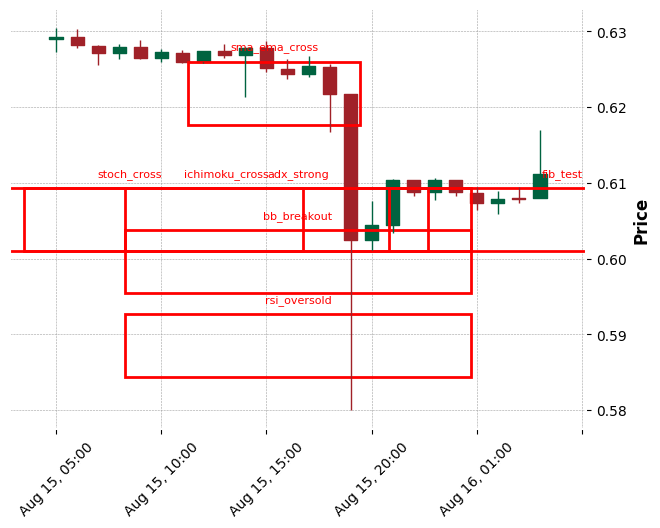 0.63
sma_ema_cross
0.62
stoch_cross
ichimoku_cross
adx_strong
fib_test
0.61
bb_breakout
0.60
rsi_oversold
0.59
0.58
Price
Aug 15, 05:00
Aug 15, 10:00
Aug 15, 15:00
Aug 15, 20:00
Aug 16, 01:00